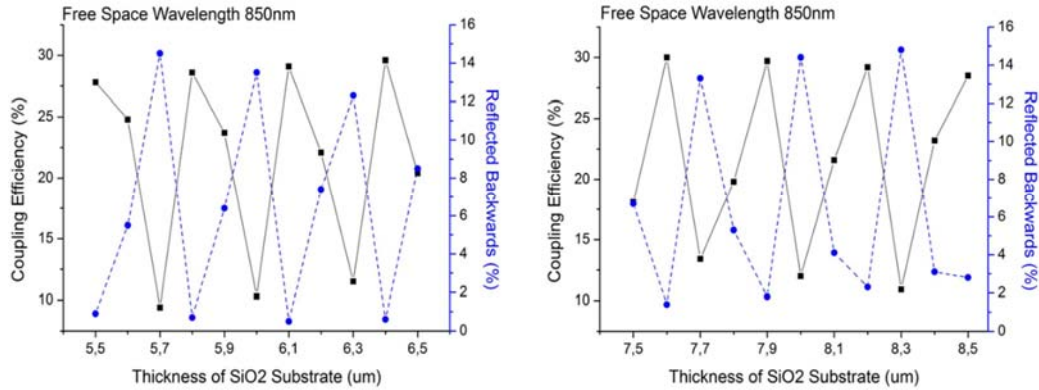 Free Space Wavelength 850nm
30
25
20
15
10
Coupling Efficiency (%)
16
14
12
10
8
6
4
2
0
Reflected Backwards (%)
5,5 5,7 5,9 6,1 6,3 6,5
Thickness of SiO2 Substrate (um)
Free Space Wavelength 850nm
30
25
20
15
10
Coupling Efficiency (%)
16
14
12
10
8
6
4
2
0
Reflected Backwards (%)
7,5 7,7 7,9 8,1 8,3 8,5
Thickness of SiO2 Substrate (um)